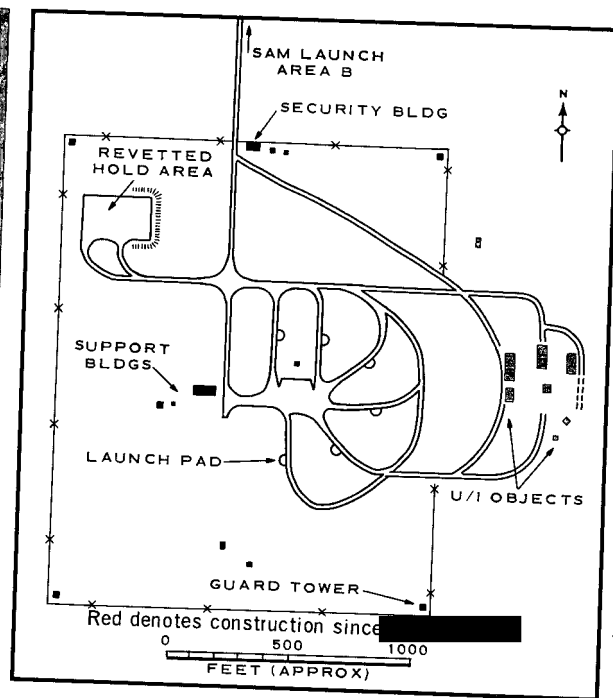 SAM LAUNCH
AREA B
SECURITY BLDG
N
REVETTED
HOLD AREA
SUPPORT
BLDGS
LAUNCH PAD
U/I OBJECTS
GUARD TOWER
Red denotes construction since
0 500 1000
FEET (APPROX)